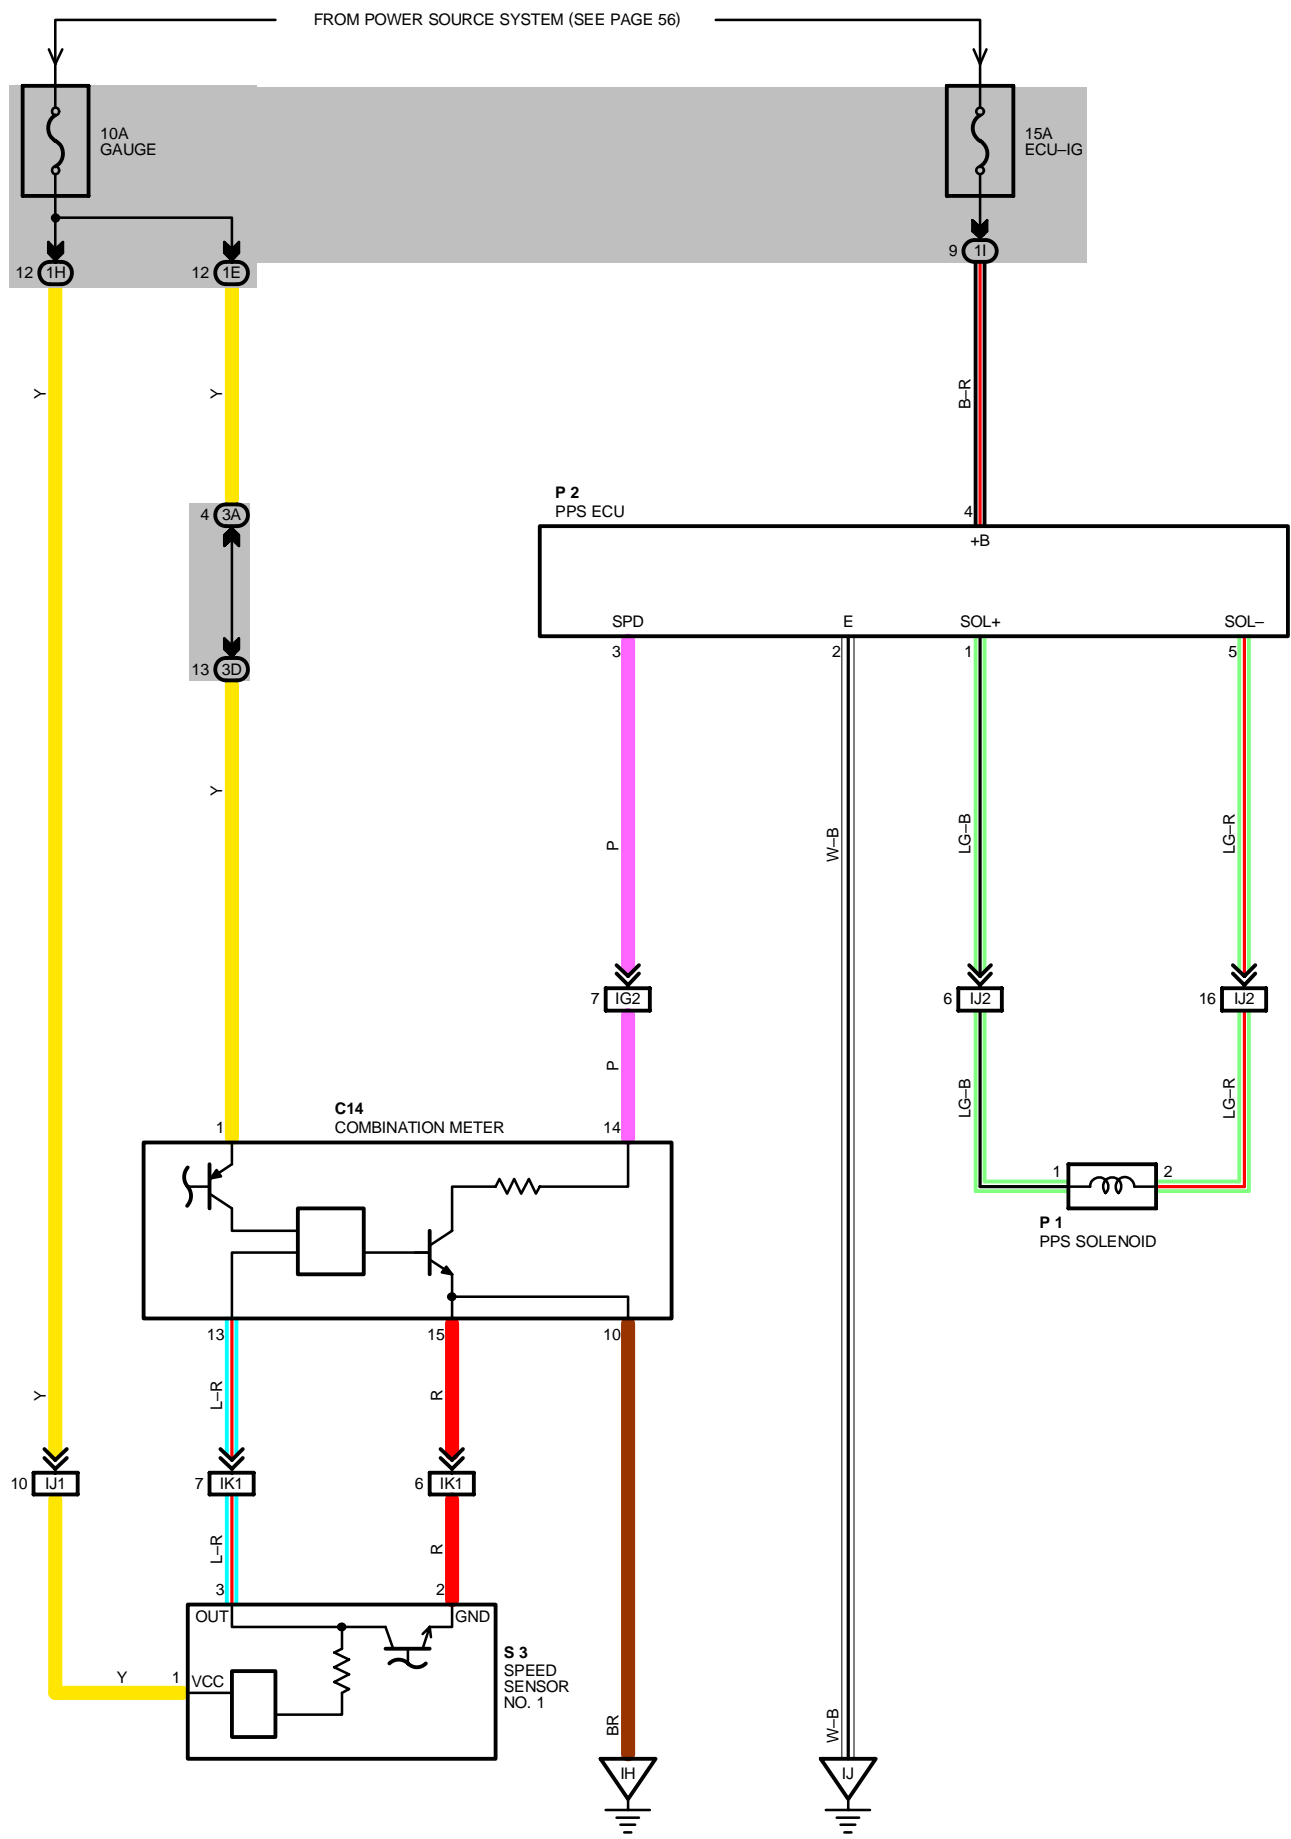 FROM POWER SOURCE SYSTEM (SEE PAGE 56)
10A
GAUGE
15A
ECU–IG
12 1H
12 1E
9 1I
Y
Y
B–R
4 3A
P 2
PPS ECU
4
+B
SPD
E
SOL+
SOL–
3
2
1
5
13 3D
Y
P
W–B
LG–B
LG–R
7 IG2
6 IJ2
16 IJ2
P
LG–B
LG–R
C14
COMBINATION METER
1
14
1
2
P 1
PPS SOLENOID
13
15
10
Y
L–R
R
10 IJ1
7 IK1
6 IK1
L–R
R
3
2
OUT
GND
S 3
SPEED
SENSOR
NO. 1
Y
1
VCC
BR
W–B
IH
IJ